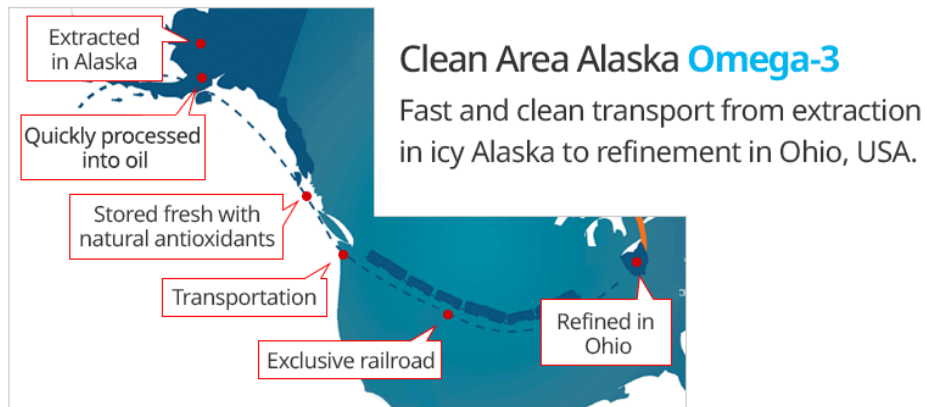 Extracted
in Alaska
Clean Area Alaska Omega-3
Fast and clean transport from extraction
in icy Alaska to refinement in Ohio, USA.
Quickly processed
into oil
Stored fresh with
natural antioxidants
Transportation
Exclusive railroad
Refined in
Ohio